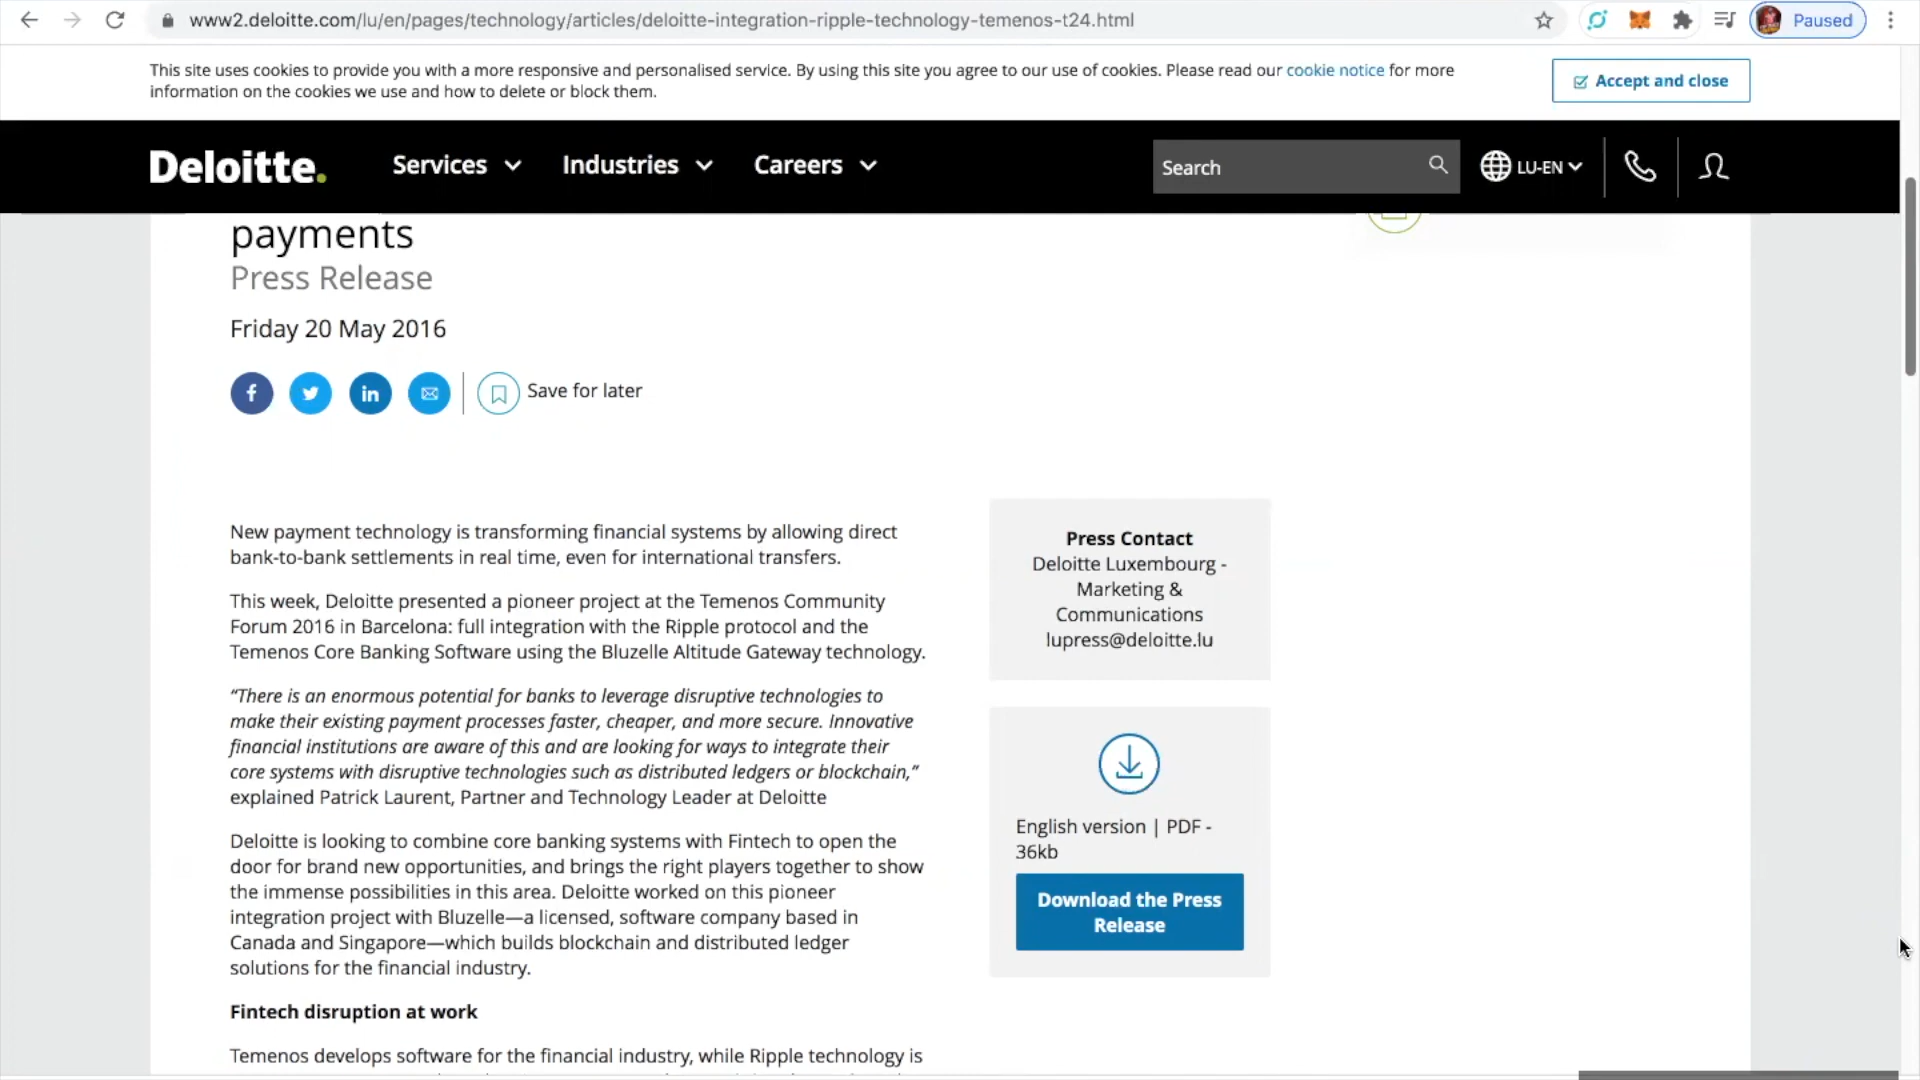 www2.deloitte.com/lu/en/pages/technology/articles/deloitte-integration-ripple-technology-temenos-t24.html
Paused
This site uses cookies to provide you with a more responsive and personalised service. By using this site you agree to our use of cookies. Please read our cookie notice for more
information on the cookies we use and how to delete or block them.
Accept and close
Deloitte.
Services
Industries
Careers
Search
LU-EN
payments
Press Release
Friday 20 May 2016
Save for later
New payment technology is transforming financial systems by allowing direct
bank-to-bank settlements in real time, even for international transfers.
This week, Deloitte presented a pioneer project at the Temenos Community
Forum 2016 in Barcelona: full integration with the Ripple protocol and the
Temenos Core Banking Software using the Bluzelle Altitude Gateway technology.
“There is an enormous potential for banks to leverage disruptive technologies to
make their existing payment processes faster, cheaper, and more secure. Innovative
financial institutions are aware of this and are looking for ways to integrate their
core systems with disruptive technologies such as distributed ledgers or blockchain,”
explained Patrick Laurent, Partner and Technology Leader at Deloitte
Deloitte is looking to combine core banking systems with Fintech to open the
door for brand new opportunities, and brings the right players together to show
the immense possibilities in this area. Deloitte worked on this pioneer
integration project with Bluzelle—a licensed, software company based in
Canada and Singapore—which builds blockchain and distributed ledger
solutions for the financial industry.
Fintech disruption at work
Temenos develops software for the financial industry, while Ripple technology is
Press Contact
Deloitte Luxembourg -
Marketing &
Communications
lupress@deloitte.lu
English version | PDF -
36kb
Download the Press
Release